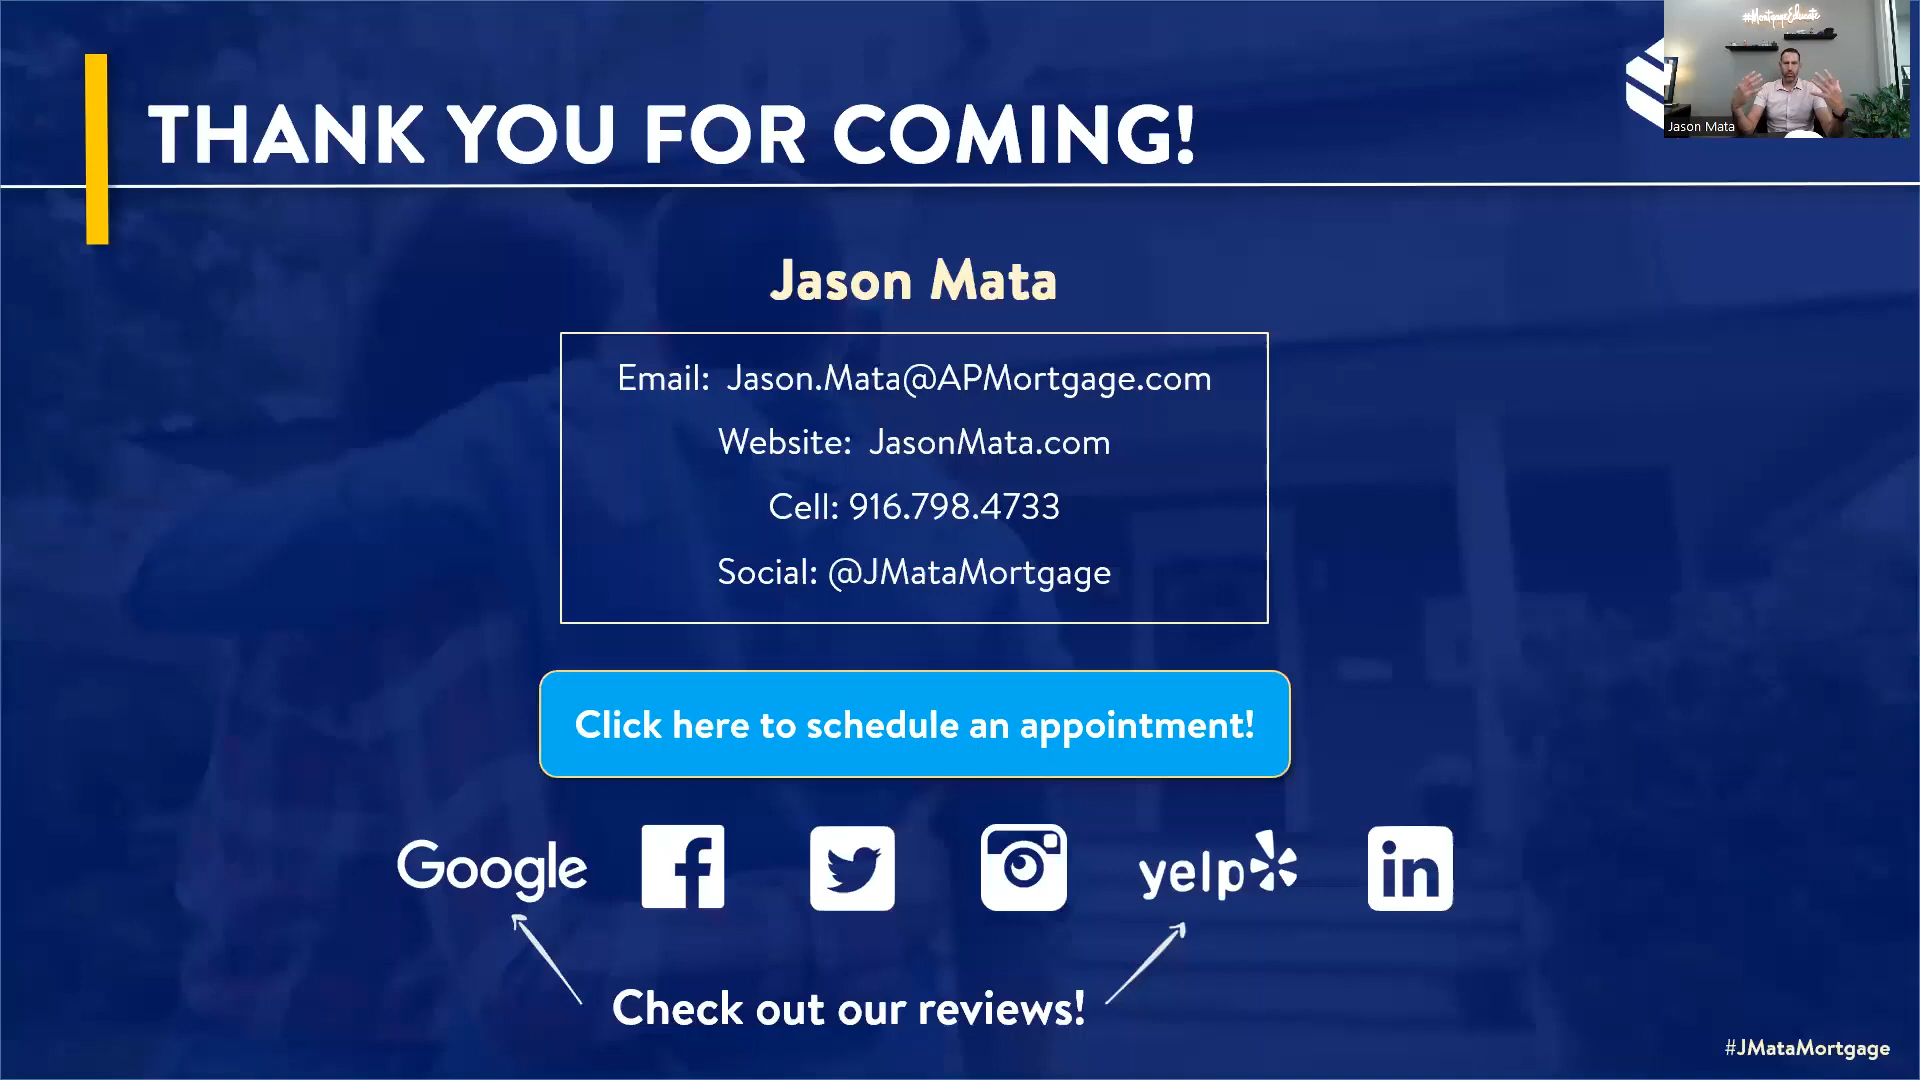 #MortgageEducate
Jason Mata
THANK YOU FOR COMING!
Jason Mata
Email: Jason.Mata@APMortgage.com
Website: JasonMata.com
Cell: 916.798.4733
Social: @JMataMortgage
Click here to schedule an appointment!
Google
yelp
in
Check out our reviews!
#JMataMortgage